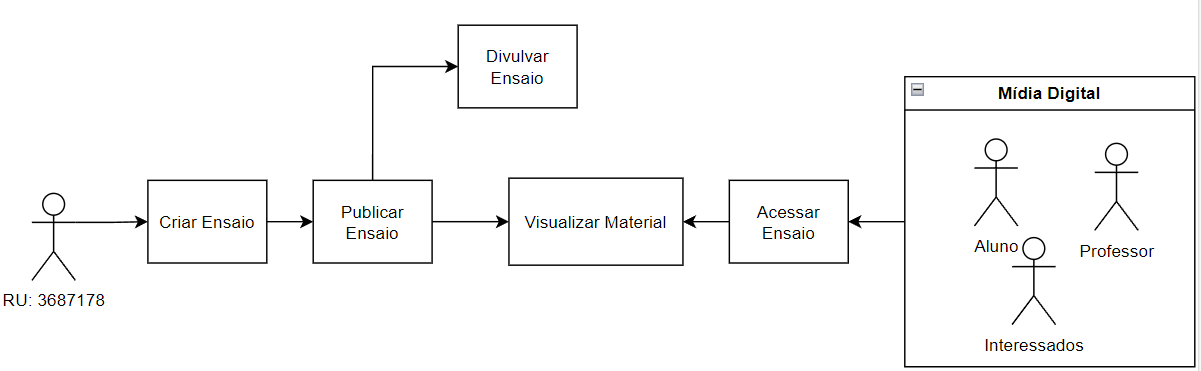 Divulvar
Ensaio
Mídia Digital
Criar Ensaio
Publicar
Ensaio
Visualizar Material
Acessar
Ensaio
Aluno
Professor
RU: 3687178
Interessados